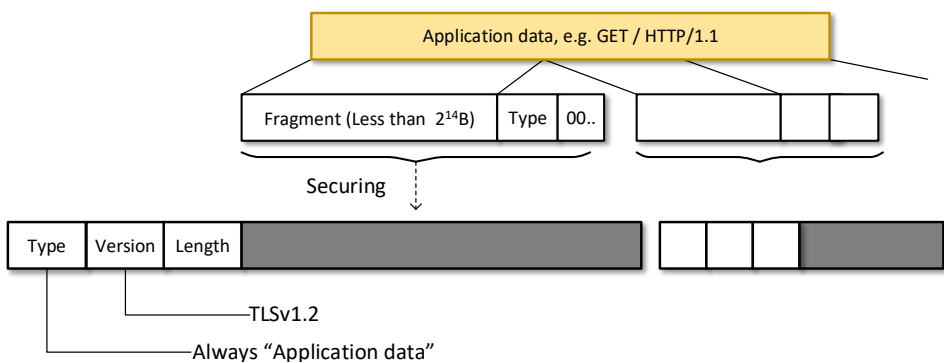 Application data, e.g. GET / HTTP/1.1
Fragment (Less than 2¹⁴B) Type 00..
Securing
Type Version Length
TLSv1.2
Always “Application data”